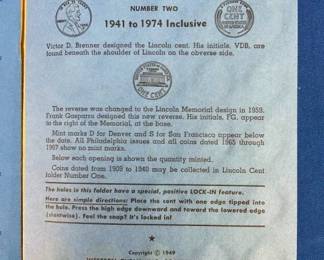 NUMBER TWO
1941 to 1974 Inclusive
ONE
CENT
Victor D. Brenner designed the Lincoln cent. His initials, VDB, are
found beneath the shoulder of Lincoln on the obverse side.
ONE CENT
The reverse was changed to the Lincoln Memorial design in 1959.
Frank Gasparro designed this new reverse. His initials, FG, appear
to the right of the Memorial, at the base.
Mint marks D for Denver and S for San Francisco appear below
the date. All Philadelphia issues and all coins dated 1965 through
1967 show no mint marks.
Below each opening is shown the quantity minted.
Coins dated from 1909 to 1940 may be collected in Lincoln Cent
folder Number One.
The holes in this folder have a special, positive LOCK-IN feature.
Here are simple directions: Place the cent with one edge tipped into
the hole. Press the high edge downward and toward the lowered edge
(slantwise). Feel the snap? It's locked in!
Copyright © 1949